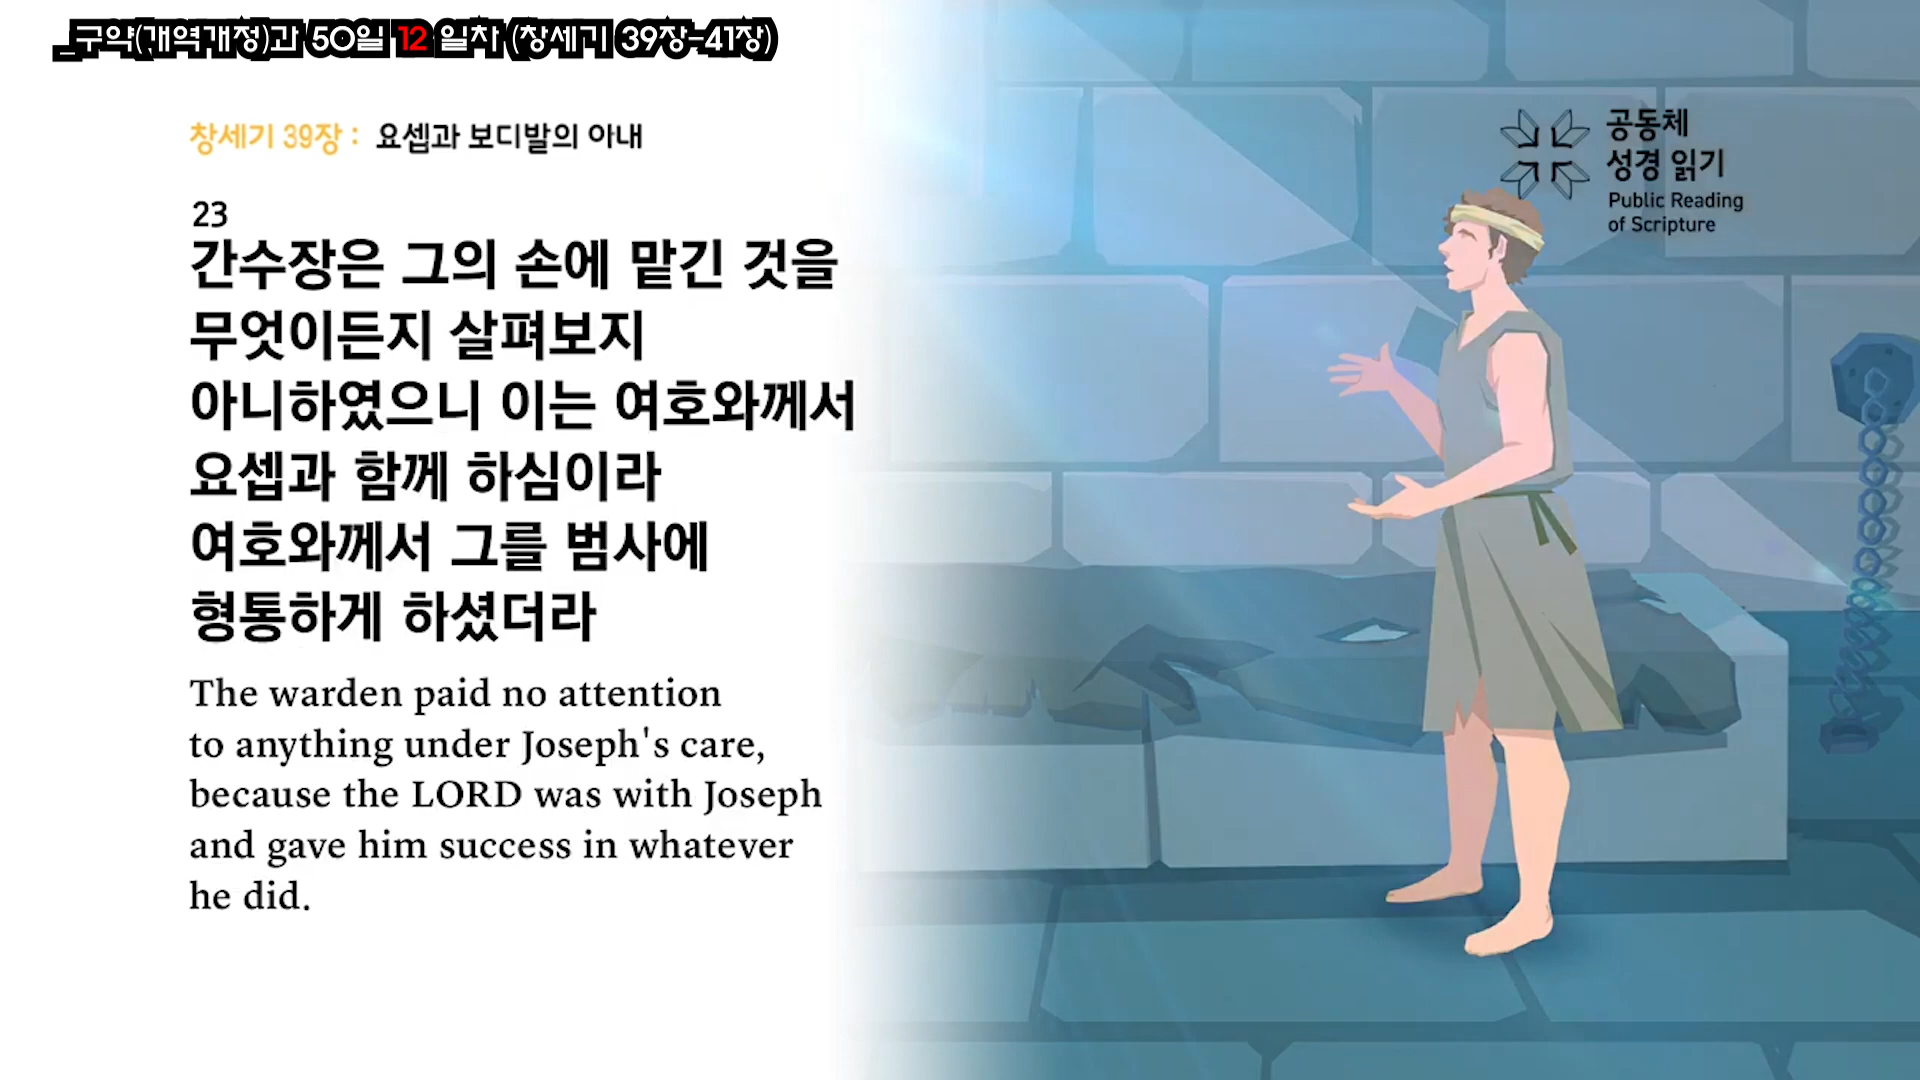 _구약(개역개정)과 50일 12 일차 (창세기 39장-41장)
창세기 39장 : 요셉과 보디발의 아내
공동체
성경 읽기
Public Reading
of Scripture
23
간수장은 그의 손에 맡긴 것을
무엇이든지 살펴보지
아니하였으니 이는 여호와께서
요셉과 함께 하심이라
여호와께서 그를 범사에
형통하게 하셨더라
The warden paid no attention
to anything under Joseph's care,
because the LORD was with Joseph
and gave him success in whatever
he did.